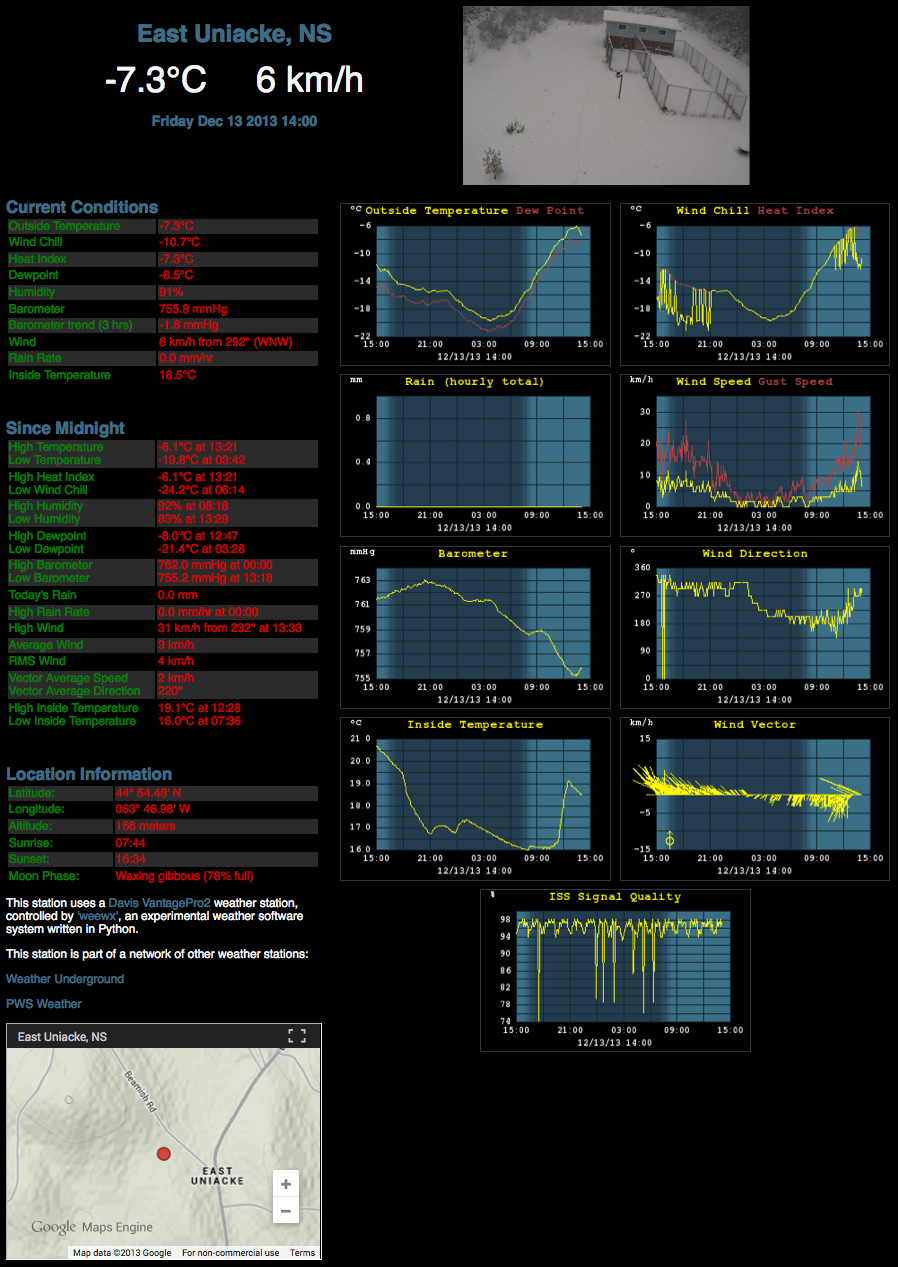 East Uniacke, NS
-7.3°C 6 km/h
Friday Dec 13 2013 14:00
Current Conditions
Outside Temperature -7.3°C
Wind Chill -10.7°C
Heat Index -7.3°C
Dewpoint -8.5°C
Humidity 91%
Barometer 755.9 mmHg
Barometer trend (3 hrs) -1.6 mmHg
Wind 6 km/h from 292° (WNW)
Rain Rate 0.0 mm/hr
Inside Temperature 18.5°C
Since Midnight
High Temperature -6.1°C at 13:21
Low Temperature -19.8°C at 03:42
High Heat Index -6.1°C at 13:21
Low Wind Chill -24.2°C at 06:14
High Humidity 92% at 08:18
Low Humidity 83% at 13:29
High Dewpoint -8.0°C at 12:47
Low Dewpoint -21.4°C at 03:28
High Barometer 762.0 mmHg at 00:00
Low Barometer 755.2 mmHg at 13:18
Today's Rain 0.0 mm
High Rain Rate 0.0 mm/hr at 00:00
High Wind 31 km/h from 232° at 13:33
Average Wind 3 km/h
RMS Wind 4 km/h
Vector Average Speed 2 km/h
Vector Average Direction 220°
High Inside Temperature 19.1°C at 12:28
Low Inside Temperature 16.0°C at 07:36
Location Information
Latitude: 44° 54.48' N
Longitude: 063° 46.98' W
Altitude: 166 meters
Sunrise: 07:44
Sunset: 16:34
Moon Phase: Waxing gibbous (78% full)
This station uses a Davis VantagePro2 weather station,
controlled by 'weewx', an experimental weather software
system written in Python.
This station is part of a network of other weather stations:
Weather Underground
PWS Weather
East Uniacke, NS
Beamish Rd
EAST
UNIACKE
+
−
Google Maps Engine
Map data ©2013 Google For non-commercial use Terms
°C Outside Temperature Dew Point
-6
-10
-14
-18
-22
15:00 21:00 03:00 09:00 15:00
12/13/13 14:00
°C Wind Chill Heat Index
-6
-10
-14
-18
-22
15:00 21:00 03:00 09:00 15:00
12/13/13 14:00
mm Rain (hourly total)
0.8
0.4
0.0
15:00 21:00 03:00 09:00 15:00
12/13/13 14:00
km/h Wind Speed Gust Speed
30
20
10
0
15:00 21:00 03:00 09:00 15:00
12/13/13 14:00
mmHg Barometer
763
761
759
757
755
15:00 21:00 03:00 09:00 15:00
12/13/13 14:00
° Wind Direction
360
270
180
90
0
15:00 21:00 03:00 09:00 15:00
12/13/13 14:00
°C Inside Temperature
21.0
20.0
19.0
18.0
17.0
16.0
15:00 21:00 03:00 09:00 15:00
12/13/13 14:00
km/h Wind Vector
15
5
-5
-15
15:00 21:00 03:00 09:00 15:00
12/13/13 14:00
% ISS Signal Quality
98
94
90
86
82
78
74
15:00 21:00 03:00 09:00 15:00
12/13/13 14:00